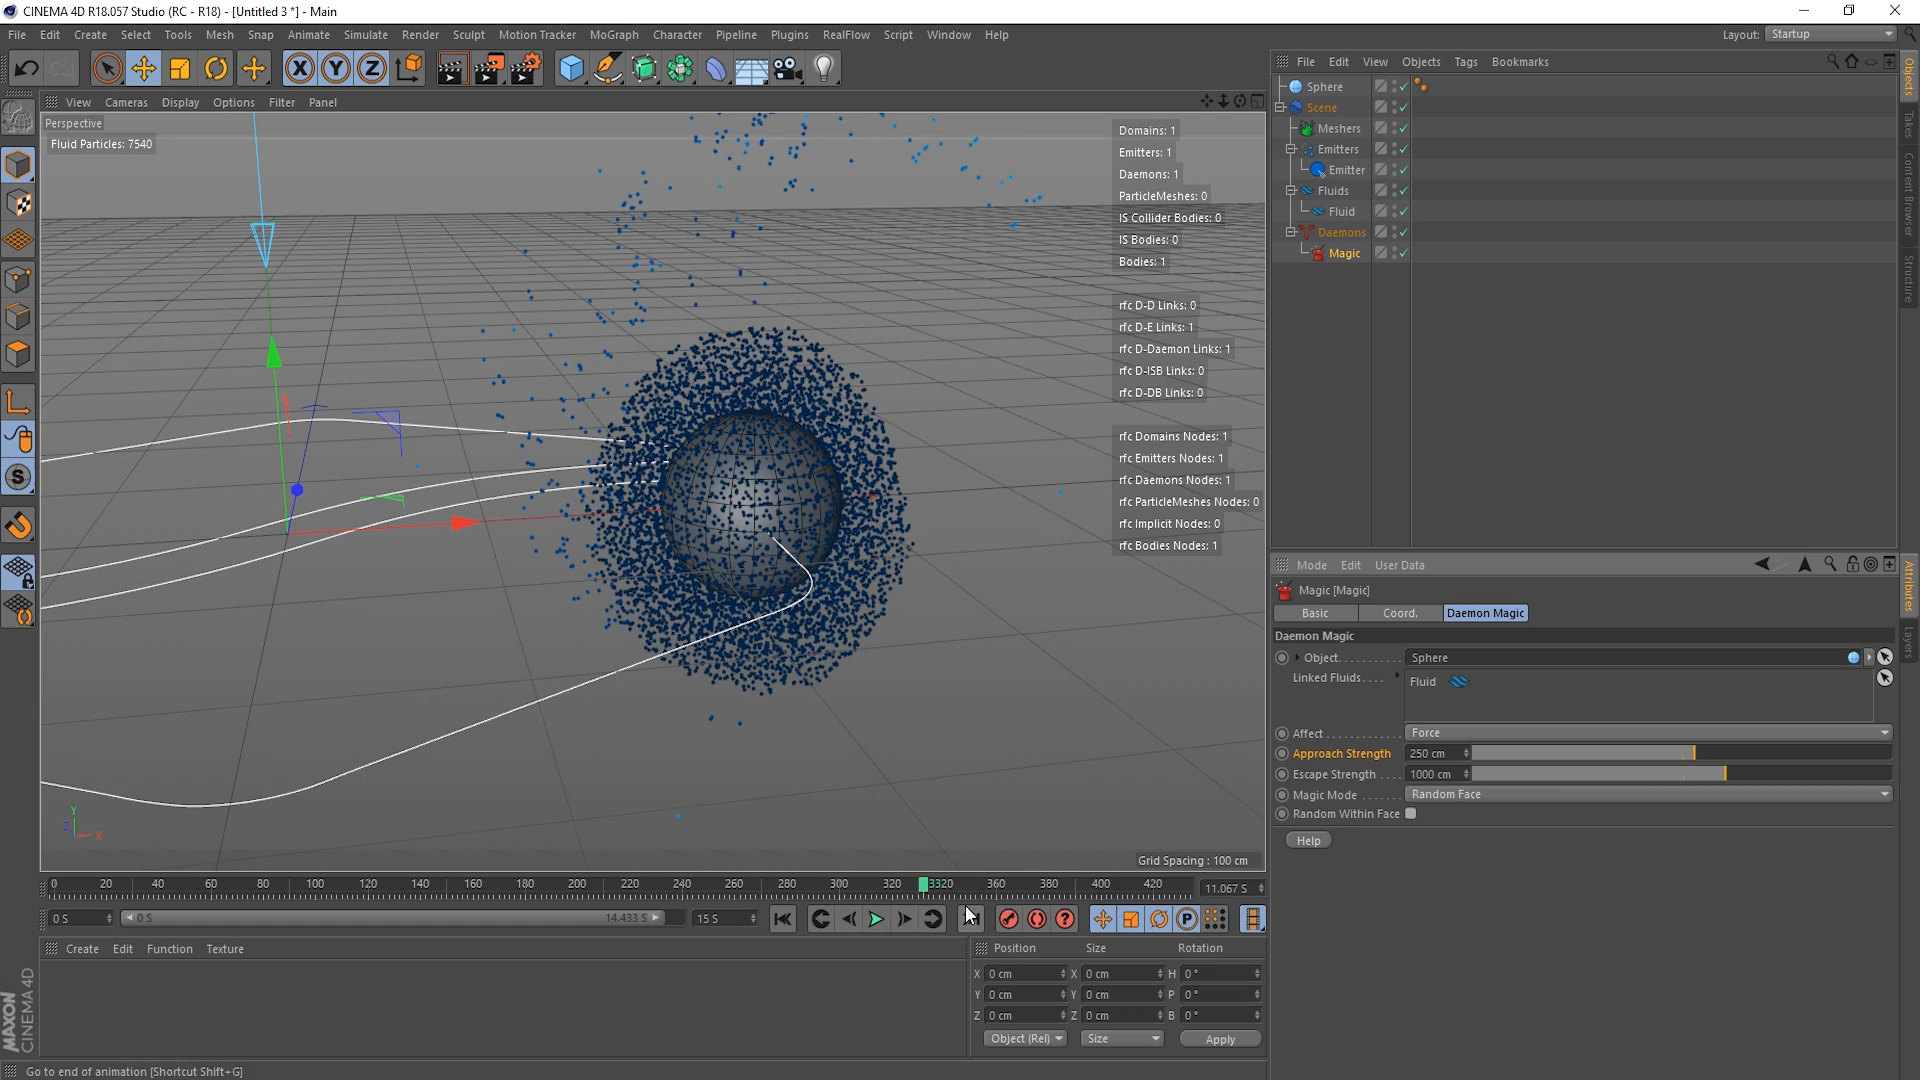 CINEMA 4D R18.057 Studio (RC - R18) - [Untitled 3 *] - Main
File Edit Create Select Tools Mesh Snap Animate Simulate Render Sculpt Motion Tracker MoGraph Character Pipeline Plugins RealFlow Script Window Help
Layout: Startup
X Y Z
File Edit View Objects Tags Bookmarks
View Cameras Display Options Filter Panel
Perspective
Fluid Particles: 7540
Domains: 1
Emitters: 1
Daemons: 1
ParticleMeshes: 0
IS Collider Bodies: 0
IS Bodies: 0
Bodies: 1
rfc D-D Links: 0
rfc D-E Links: 1
rfc D-Daemon Links: 1
rfc D-ISB Links: 0
rfc D-DB Links: 0
rfc Domains Nodes: 1
rfc Emitters Nodes: 1
rfc Daemons Nodes: 1
rfc ParticleMeshes Nodes: 0
rfc Implicit Nodes: 0
rfc Bodies Nodes: 1
Y
Z
X
Grid Spacing : 100 cm
Sphere
Scene
Meshers
Emitters
Emitter
Fluids
Fluid
Daemons
Magic
Objects
Takes
Content Browser
Structure
Mode Edit User Data
Magic [Magic]
Basic Coord. Daemon Magic
Daemon Magic
Object. Sphere
Linked Fluids. Fluid
Affect Force
Approach Strength 250 cm
Escape Strength 1000 cm
Magic Mode Random Face
Random Within Face
Help
Attributes
Layers
0 20 40 60 80 100 120 140 160 180 200 220 240 260 280 300 320 3320 360 380 400 420
11.067 S
0 S 0 S 14.433 S 15 S
P
S
Create Edit Function Texture
Position Size Rotation
X 0 cm X 0 cm H 0 °
Y 0 cm Y 0 cm P 0 °
Z 0 cm Z 0 cm B 0 °
Object (Rel) Size Apply
MAXON
CINEMA 4D
Go to end of animation [Shortcut Shift+G]